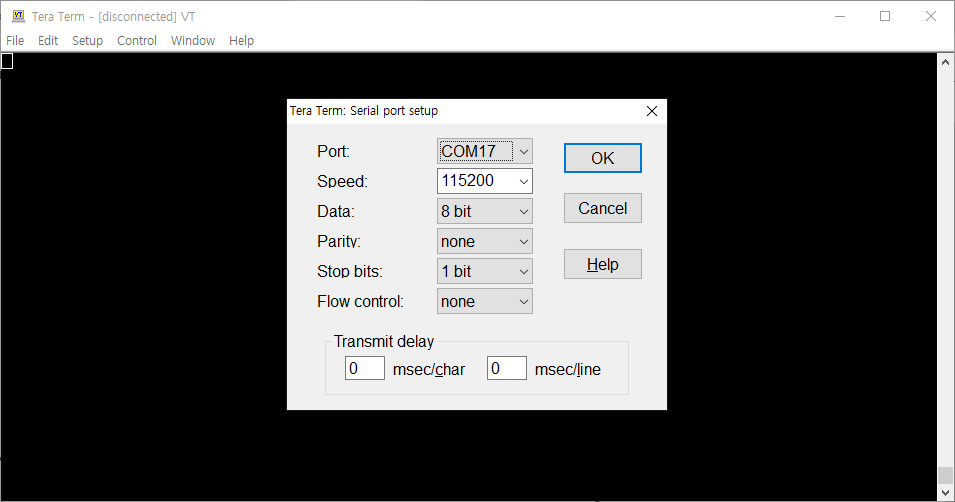 VT Tera Term - [disconnected] VT
File Edit Setup Control Window Help
Tera Term: Serial port setup
Port: COM17 OK
Speed: 115200
Data: 8 bit Cancel
Parity: none
Stop bits: 1 bit Help
Flow control: none
Transmit delay
0 msec/char 0 msec/line